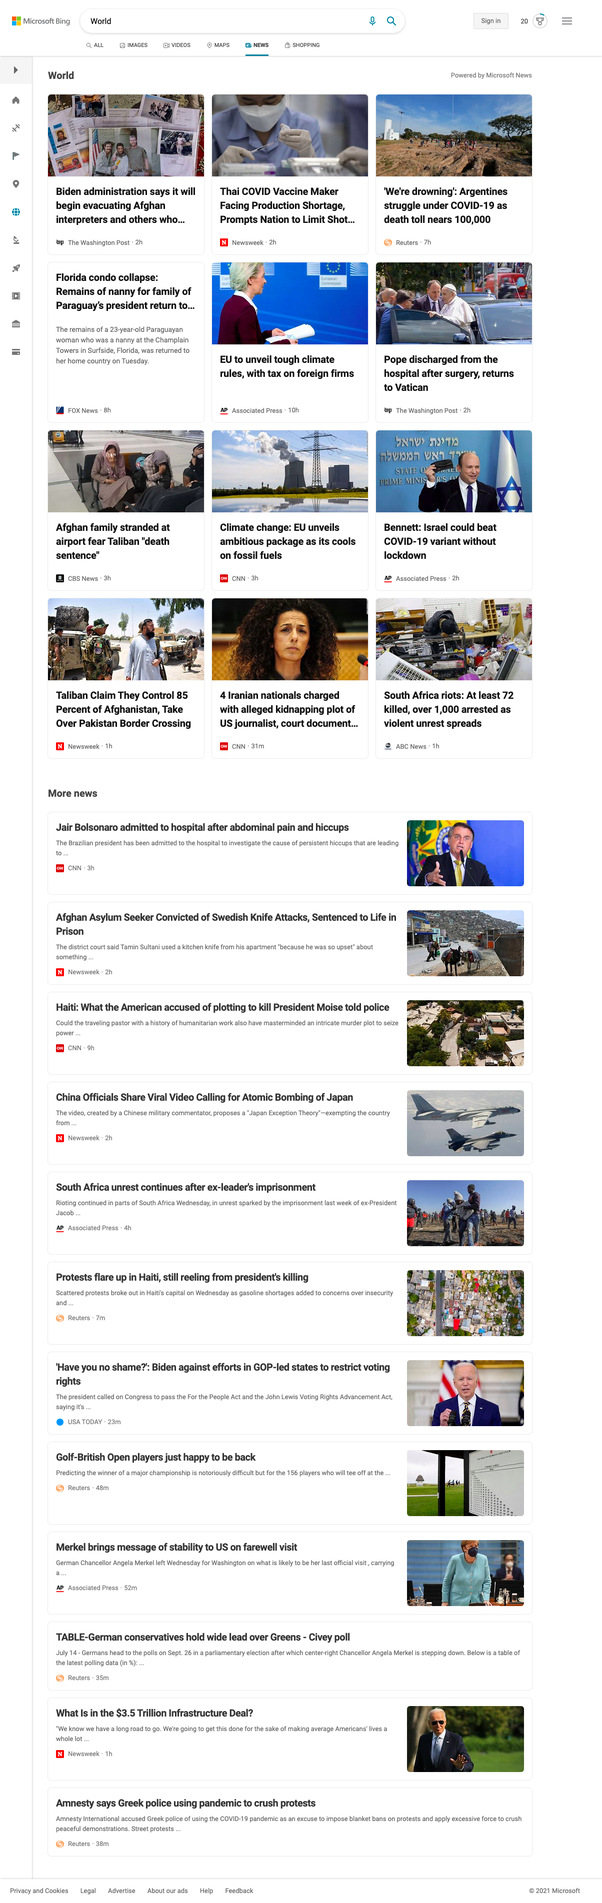 Microsoft Bing
World
Sign in
20
ALL
IMAGES
VIDEOS
MAPS
NEWS
SHOPPING
World
Powered by Microsoft News
Biden administration says it will
begin evacuating Afghan
interpreters and others who...
The Washington Post · 2h
Thai COVID Vaccine Maker
Facing Production Shortage,
Prompts Nation to Limit Shot...
Newsweek · 2h
'We're drowning': Argentines
struggle under COVID-19 as
death toll nears 100,000
Reuters · 7h
Florida condo collapse:
Remains of nanny for family of
Paraguay's president return to...
The remains of a 23-year-old Paraguayan
woman who was a nanny at the Champlain
Towers in Surfside, Florida, was returned to
her home country on Tuesday.
FOX News · 8h
EU to unveil tough climate
rules, with tax on foreign firms
Associated Press · 10h
Pope discharged from the
hospital after surgery, returns
to Vatican
The Washington Post · 2h
Afghan family stranded at
airport fear Taliban "death
sentence"
CBS News · 3h
Climate change: EU unveils
ambitious package as its cools
on fossil fuels
CNN · 3h
מדינת ישראל
ראש הממשלה
STATE OF
PRIME MINIS
Bennett: Israel could beat
COVID-19 variant without
lockdown
Associated Press · 2h
Taliban Claim They Control 85
Percent of Afghanistan, Take
Over Pakistan Border Crossing
Newsweek · 1h
4 Iranian nationals charged
with alleged kidnapping plot of
US journalist, court document...
CNN · 31m
South Africa riots: At least 72
killed, over 1,000 arrested as
violent unrest spreads
ABC News · 1h
More news
Jair Bolsonaro admitted to hospital after abdominal pain and hiccups
The Brazilian president has been admitted to the hospital to investigate the cause of persistent hiccups that are leading
to ...
CNN · 3h
Afghan Asylum Seeker Convicted of Swedish Knife Attacks, Sentenced to Life in
Prison
The district court said Tamin Sultani used a kitchen knife from his apartment "because he was so upset" about
something ...
Newsweek · 2h
Haiti: What the American accused of plotting to kill President Moise told police
Could the traveling pastor with a history of humanitarian work also have masterminded an intricate murder plot to seize
power ...
CNN · 9h
China Officials Share Viral Video Calling for Atomic Bombing of Japan
The video, created by a Chinese military commentator, proposes a "Japan Exception Theory"—exempting the country
from ...
Newsweek · 2h
South Africa unrest continues after ex-leader's imprisonment
Rioting continued in parts of South Africa Wednesday, in unrest sparked by the imprisonment last week of ex-President
Jacob ...
Associated Press · 4h
Protests flare up in Haiti, still reeling from president's killing
Scattered protests broke out in Haiti's capital on Wednesday as gasoline shortages added to concerns over insecurity
and ...
Reuters · 7m
'Have you no shame?': Biden against efforts in GOP-led states to restrict voting
rights
The president called on Congress to pass the For the People Act and the John Lewis Voting Rights Advancement Act,
saying it's ...
USA TODAY · 23m
Golf-British Open players just happy to be back
Predicting the winner of a major championship is notoriously difficult but for the 156 players who will tee off at the ...
Reuters · 48m
Merkel brings message of stability to US on farewell visit
German Chancellor Angela Merkel left Wednesday for Washington on what is likely to be her last official visit , carrying
a ...
Associated Press · 52m
TABLE-German conservatives hold wide lead over Greens - Civey poll
July 14 - Germans head to the polls on Sept. 26 in a parliamentary election after which center-right Chancellor Angela Merkel is stepping down. Below is a table of
the latest polling data (in %): ...
Reuters · 35m
What Is in the $3.5 Trillion Infrastructure Deal?
"We know we have a long road to go. We're going to get this done for the sake of making average Americans' lives a
whole lot ...
Newsweek · 1h
Amnesty says Greek police using pandemic to crush protests
Amnesty International accused Greek police of using the COVID-19 pandemic as an excuse to impose blanket bans on protests and apply excessive force to crush
peaceful demonstrations. Street protests ...
Reuters · 38m
Privacy and Cookies
Legal
Advertise
About our ads
Help
Feedback
© 2021 Microsoft